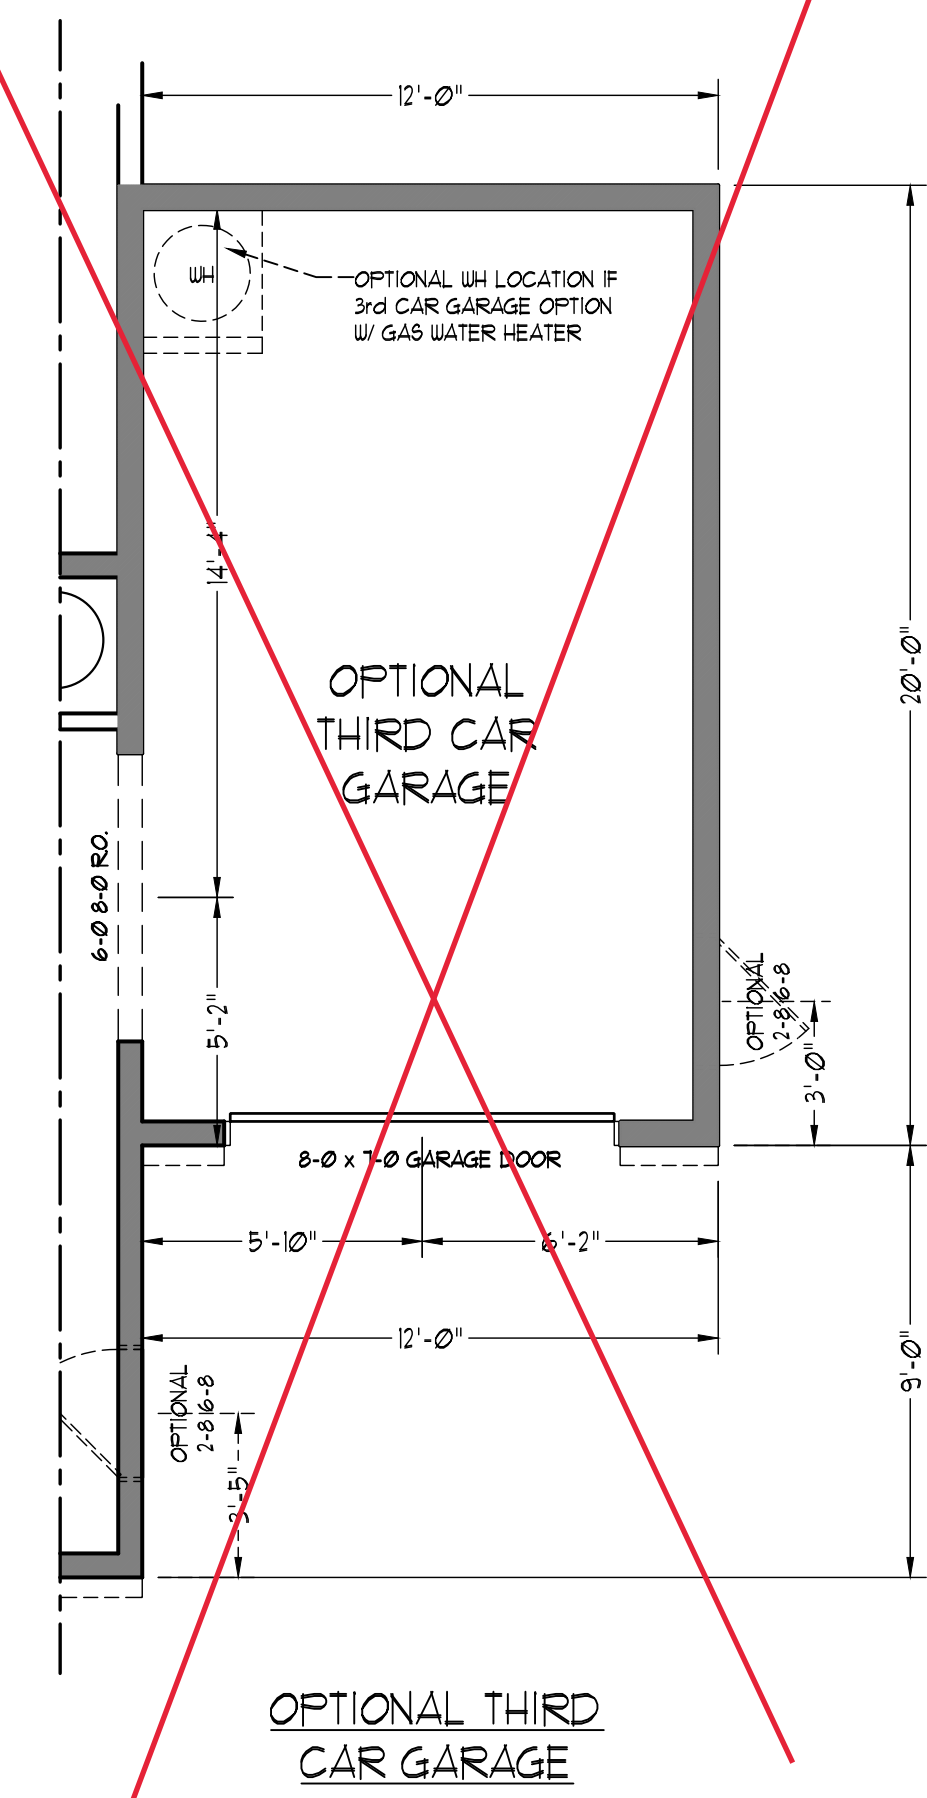 12'-0"
WH
OPTIONAL WH LOCATION IF
3rd CAR GARAGE OPTION
W/ GAS WATER HEATER
14'-4"
20'-0"
OPTIONAL
THIRD CAR
GARAGE
6-0 8-0 R.O.
5'-2"
OPTIONAL
2-8 6-8
3'-0"
8-0 x 7-0 GARAGE DOOR
5'-10"
6'-2"
12'-0"
9'-0"
OPTIONAL
2-8 6-8
3'-5"
OPTIONAL THIRD
CAR GARAGE